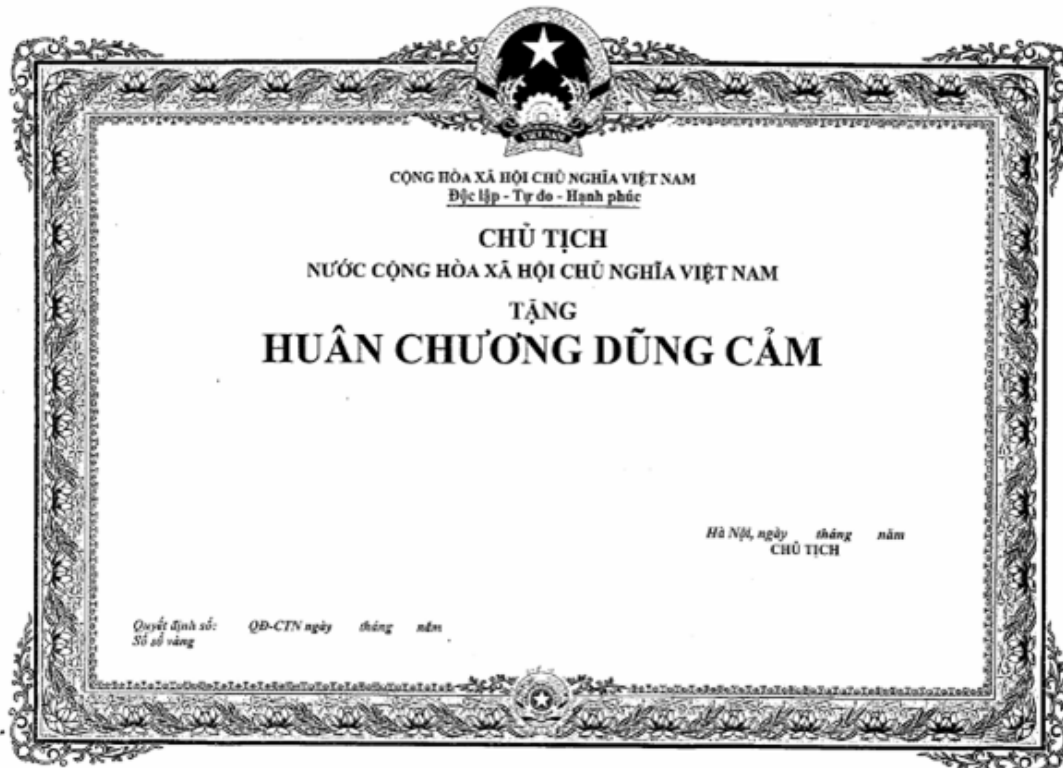 VIỆT NAM
CỘNG HÒA XÃ HỘI CHỦ NGHĨA VIỆT NAM
Độc lập - Tự do - Hạnh phúc
CHỦ TỊCH
NƯỚC CỘNG HÒA XÃ HỘI CHỦ NGHĨA VIỆT NAM
TẶNG
HUÂN CHƯƠNG DŨNG CẢM
Hà Nội, ngày tháng năm
CHỦ TỊCH
Quyết định số: QĐ-CTN ngày tháng năm
Số sổ vàng